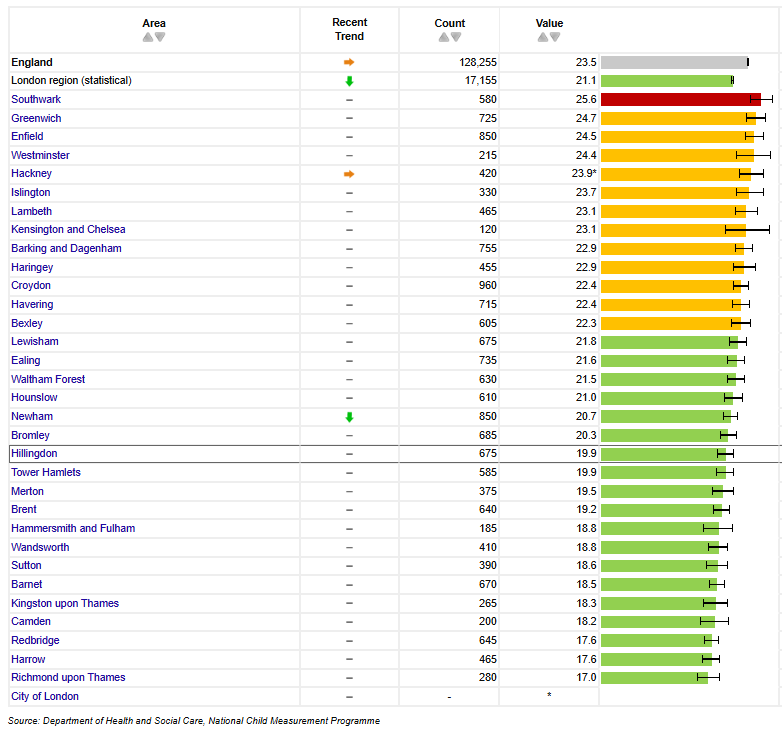 Area Recent Trend Count Value
England 128,255 23.5
London region (statistical) 17,155 21.1
Southwark – 580 25.6
Greenwich – 725 24.7
Enfield – 850 24.5
Westminster – 215 24.4
Hackney 420 23.9*
Islington – 330 23.7
Lambeth – 465 23.1
Kensington and Chelsea – 120 23.1
Barking and Dagenham – 755 22.9
Haringey – 455 22.9
Croydon – 960 22.4
Havering – 715 22.4
Bexley – 605 22.3
Lewisham – 675 21.8
Ealing – 735 21.6
Waltham Forest – 630 21.5
Hounslow – 610 21.0
Newham 850 20.7
Bromley – 685 20.3
Hillingdon – 675 19.9
Tower Hamlets – 585 19.9
Merton – 375 19.5
Brent – 640 19.2
Hammersmith and Fulham – 185 18.8
Wandsworth – 410 18.8
Sutton – 390 18.6
Barnet – 670 18.5
Kingston upon Thames – 265 18.3
Camden – 200 18.2
Redbridge – 645 17.6
Harrow – 465 17.6
Richmond upon Thames – 280 17.0
City of London – - *
Source: Department of Health and Social Care, National Child Measurement Programme